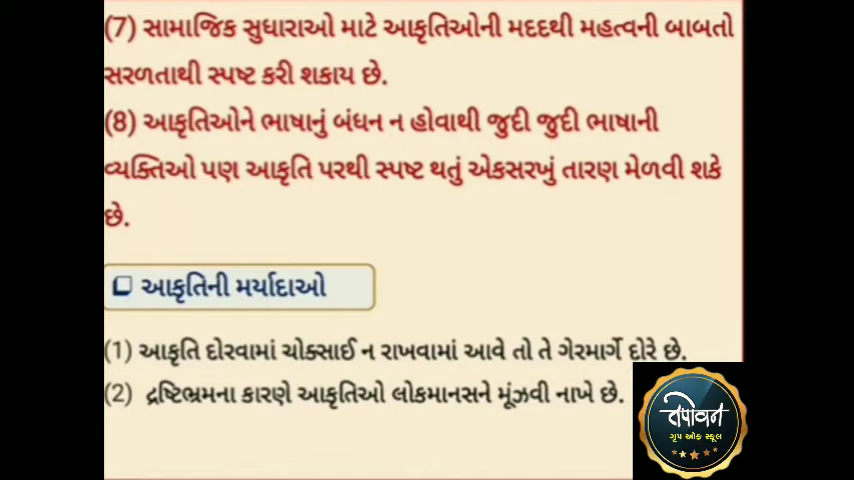 (7) સામાજિક સુધારાઓ માટે આકૃતિઓની મદદથી મહત્વની બાબતો
સરળતાથી સ્પષ્ટ કરી શકાય છે.
(8) આકૃતિઓને ભાષાનું બંધન ન હોવાથી જુદી જુદી ભાષાની
વ્યક્તિઓ પણ આકૃતિ પરથી સ્પષ્ટ થતું એકસરખું તારણ મેળવી શકે
છે.
❑ આકૃતિની મર્યાદાઓ
(1) આકૃતિ દોરવામાં ચોક્સાઈ ન રાખવામાં આવે તો તે ગેરમાર્ગે દોરે છે.
(2) દ્રષ્ટિભ્રમના કારણે આકૃતિઓ લોકમાનસને મૂંઝવી નાખે છે.
તપોવન
ગૃપ ઓફ સ્કૂલ